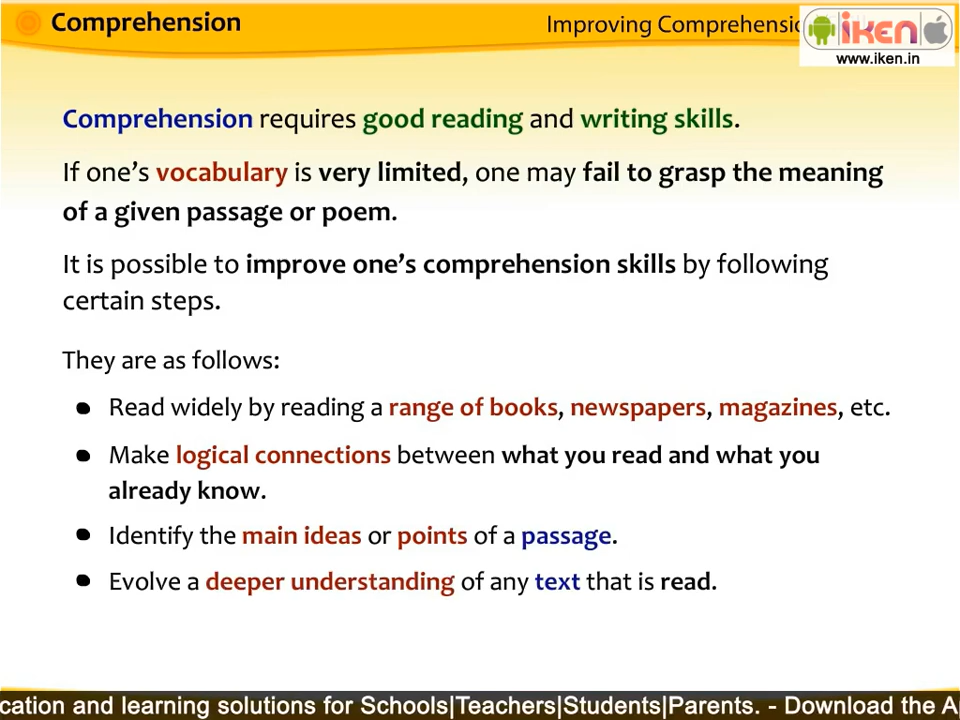 Comprehension
Improving Comprehensio
iken
www.iken.in
Comprehension requires good reading and writing skills.
If one’s vocabulary is very limited, one may fail to grasp the meaning
of a given passage or poem.
It is possible to improve one’s comprehension skills by following
certain steps.
They are as follows:
● Read widely by reading a range of books, newspapers, magazines, etc.
● Make logical connections between what you read and what you
already know.
● Identify the main ideas or points of a passage.
● Evolve a deeper understanding of any text that is read.
cation and learning solutions for Schools|Teachers|Students|Parents. - Download the A